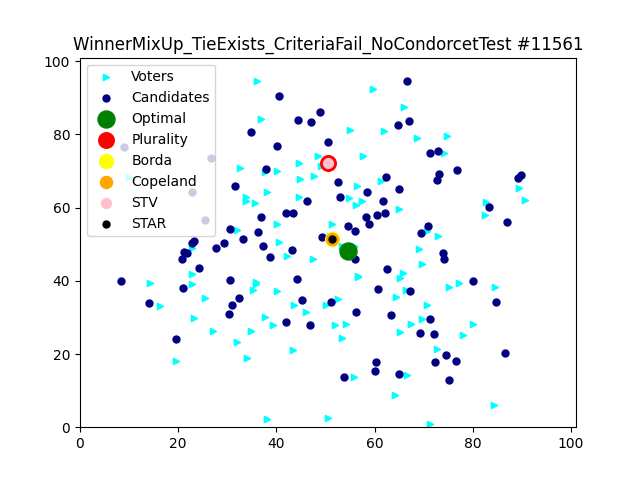 WinnerMixUp_TieExists_CriteriaFail_NoCondorcetTest #11561
Voters
Candidates
Optimal
Plurality
Borda
Copeland
STV
STAR
100
80
60
40
20
0
0 20 40 60 80 100